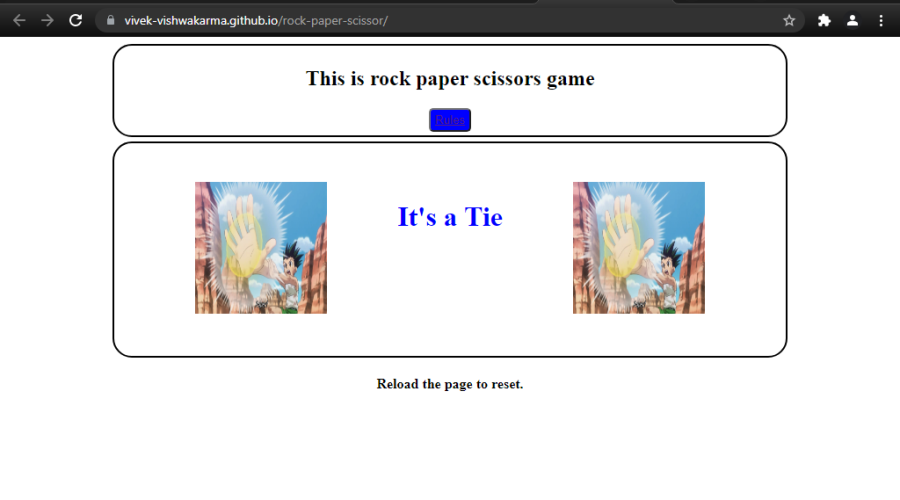 vivek-vishwakarma.github.io/rock-paper-scissor/
This is rock paper scissors game
Rules
It's a Tie
Reload the page to reset.